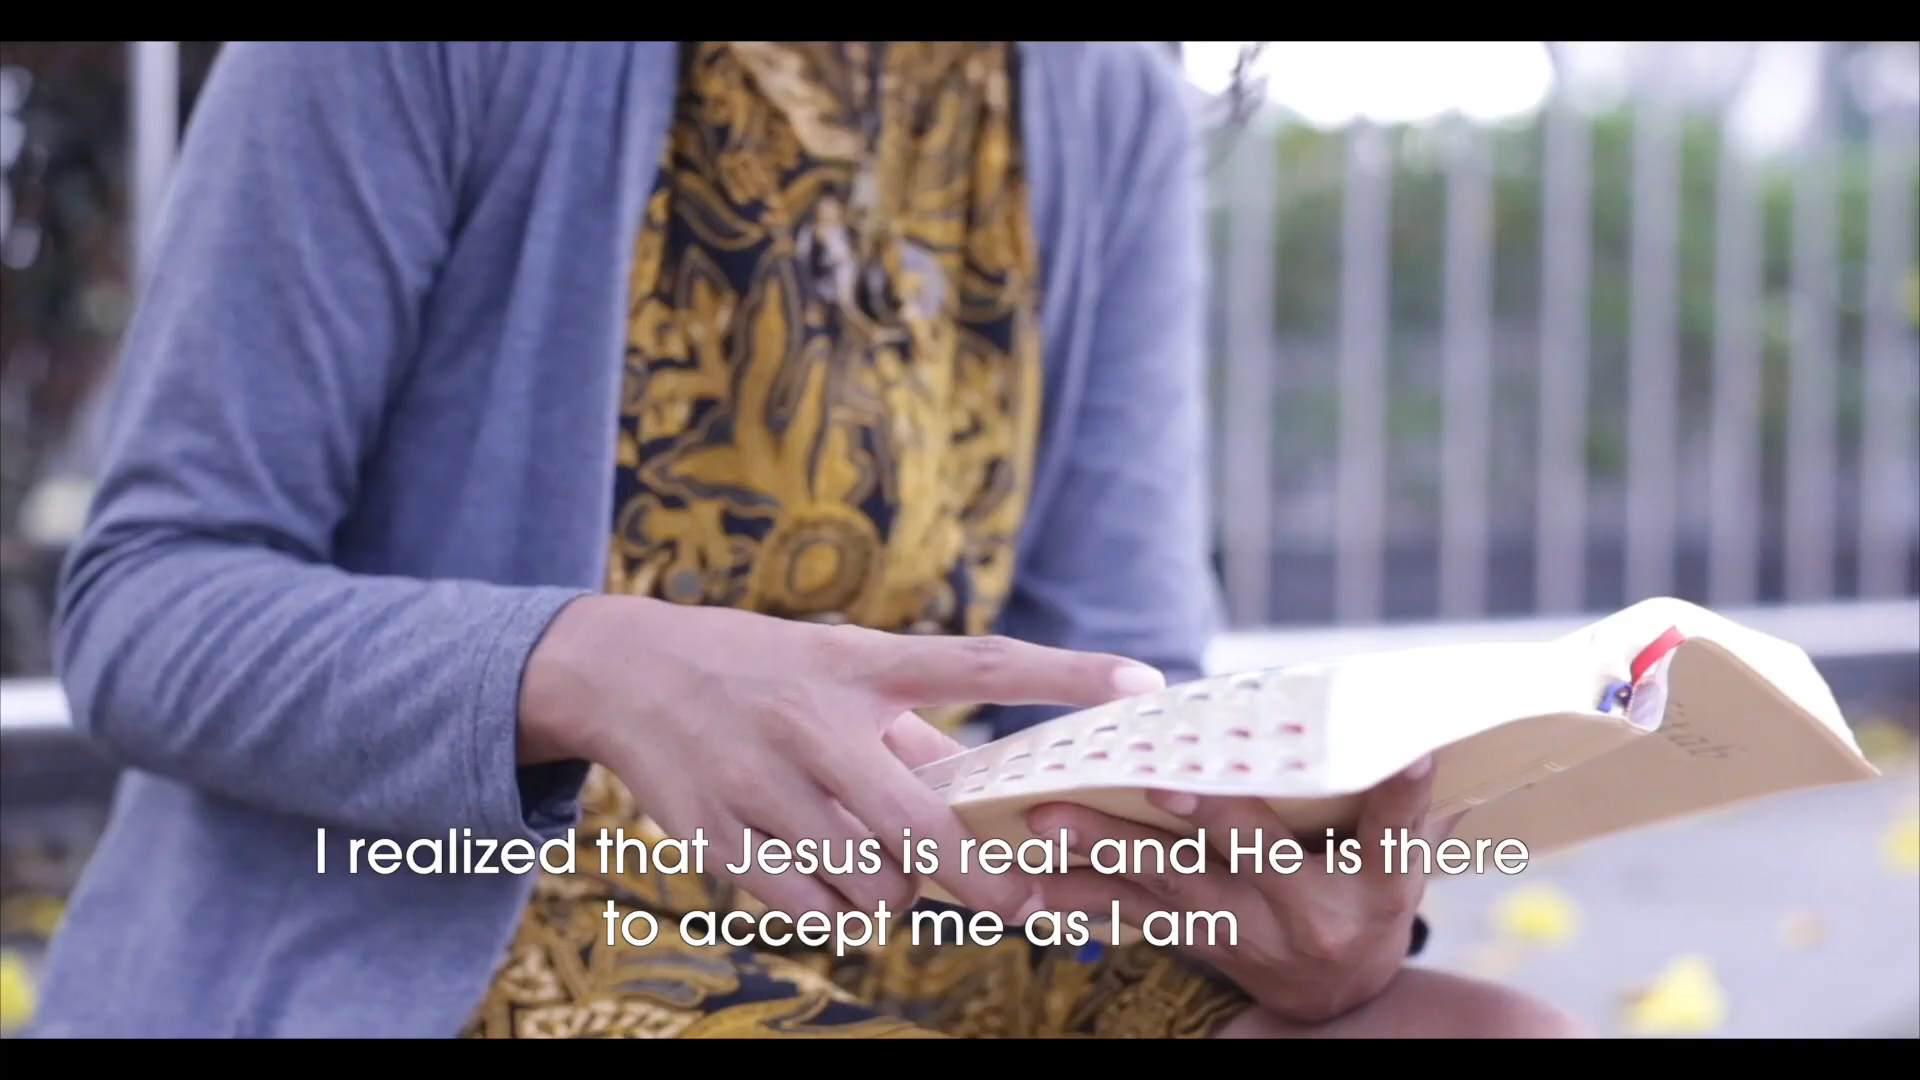 I realized that Jesus is real and He is there
to accept me as I am